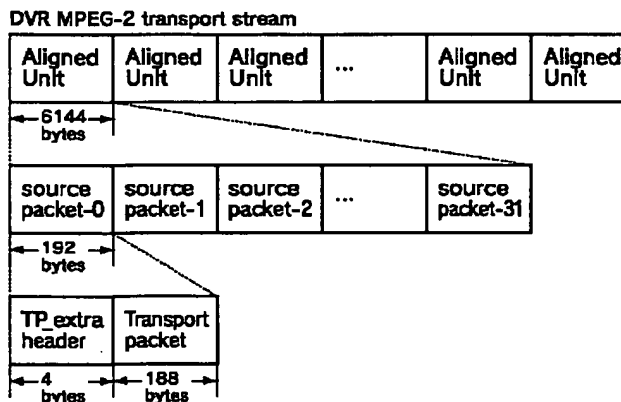 DVR MPEG-2 transport stream
Aligned Unit
Aligned Unit
Aligned Unit
...
Aligned Unit
Aligned Unit
6144 bytes
source packet-0
source packet-1
source packet-2
...
source packet-31
192 bytes
TP_extra header
Transport packet
4 bytes
188 bytes